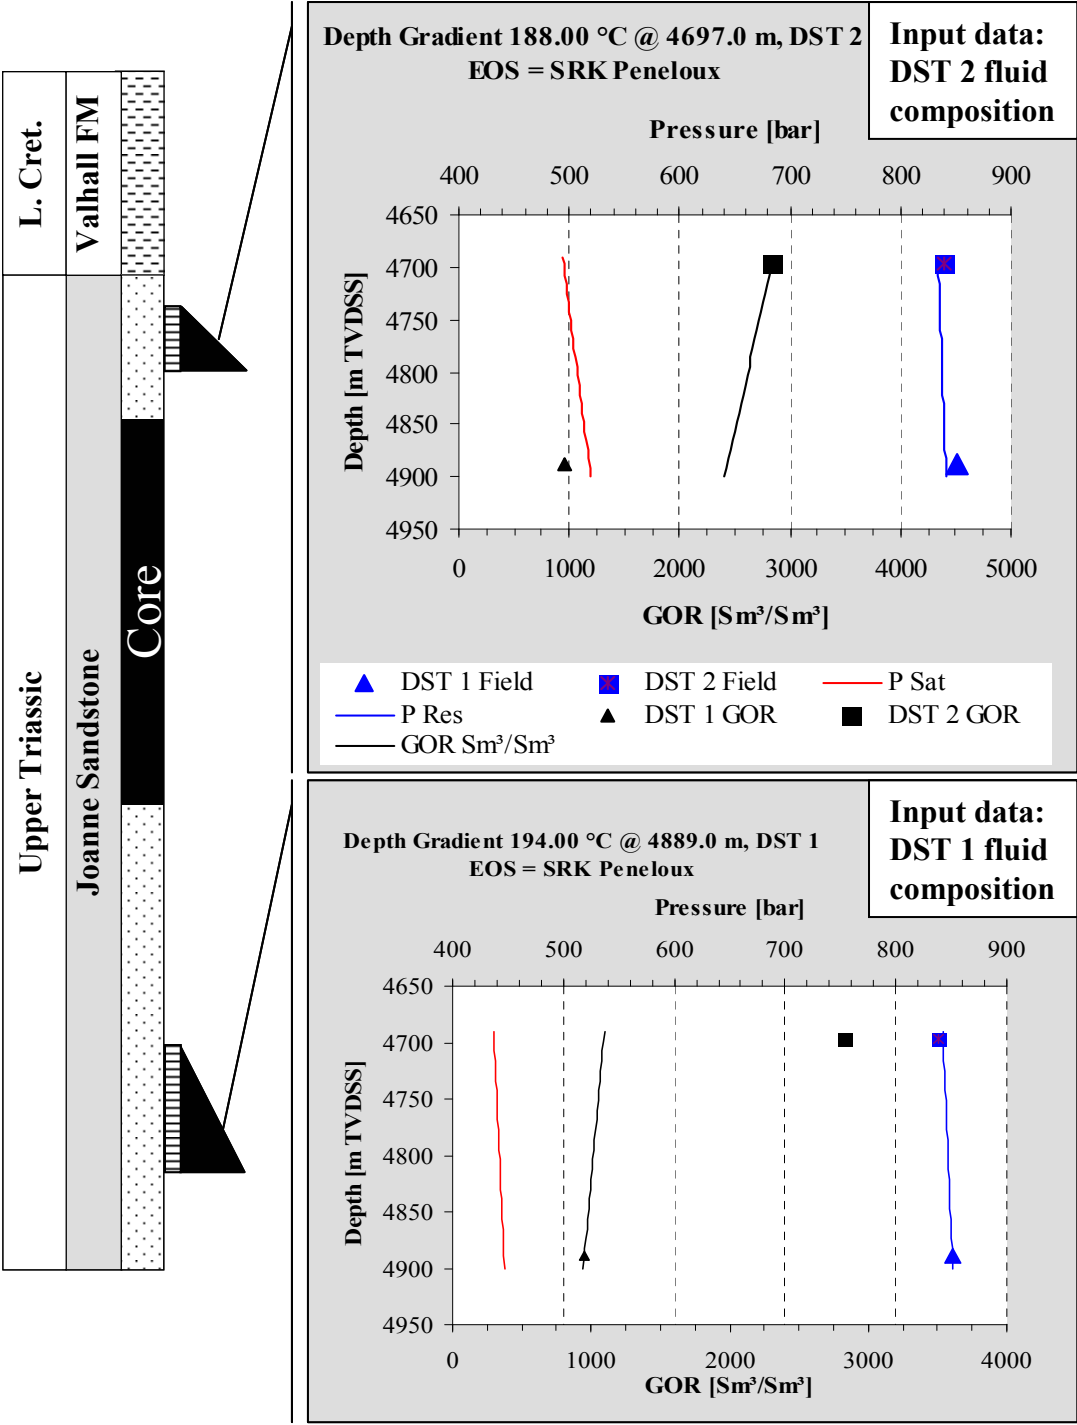 L. Cret.
Valhall FM
Upper Triassic
Joanne Sandstone
Core
Depth Gradient 188.00 °C @ 4697.0 m, DST 2
EOS = SRK Peneloux
Input data:
DST 2 fluid
composition
Pressure [bar]
400 500 600 700 800 900
4650
4700
4750
4800
4850
4900
4950
Depth [m TVDSS]
0 1000 2000 3000 4000 5000
GOR [Sm³/Sm³]
DST 1 Field DST 2 Field P Sat
P Res DST 1 GOR DST 2 GOR
GOR Sm³/Sm³
Depth Gradient 194.00 °C @ 4889.0 m, DST 1
EOS = SRK Peneloux
Input data:
DST 1 fluid
composition
Pressure [bar]
400 500 600 700 800 900
4650
4700
4750
4800
4850
4900
4950
Depth [m TVDSS]
0 1000 2000 3000 4000
GOR [Sm³/Sm³]